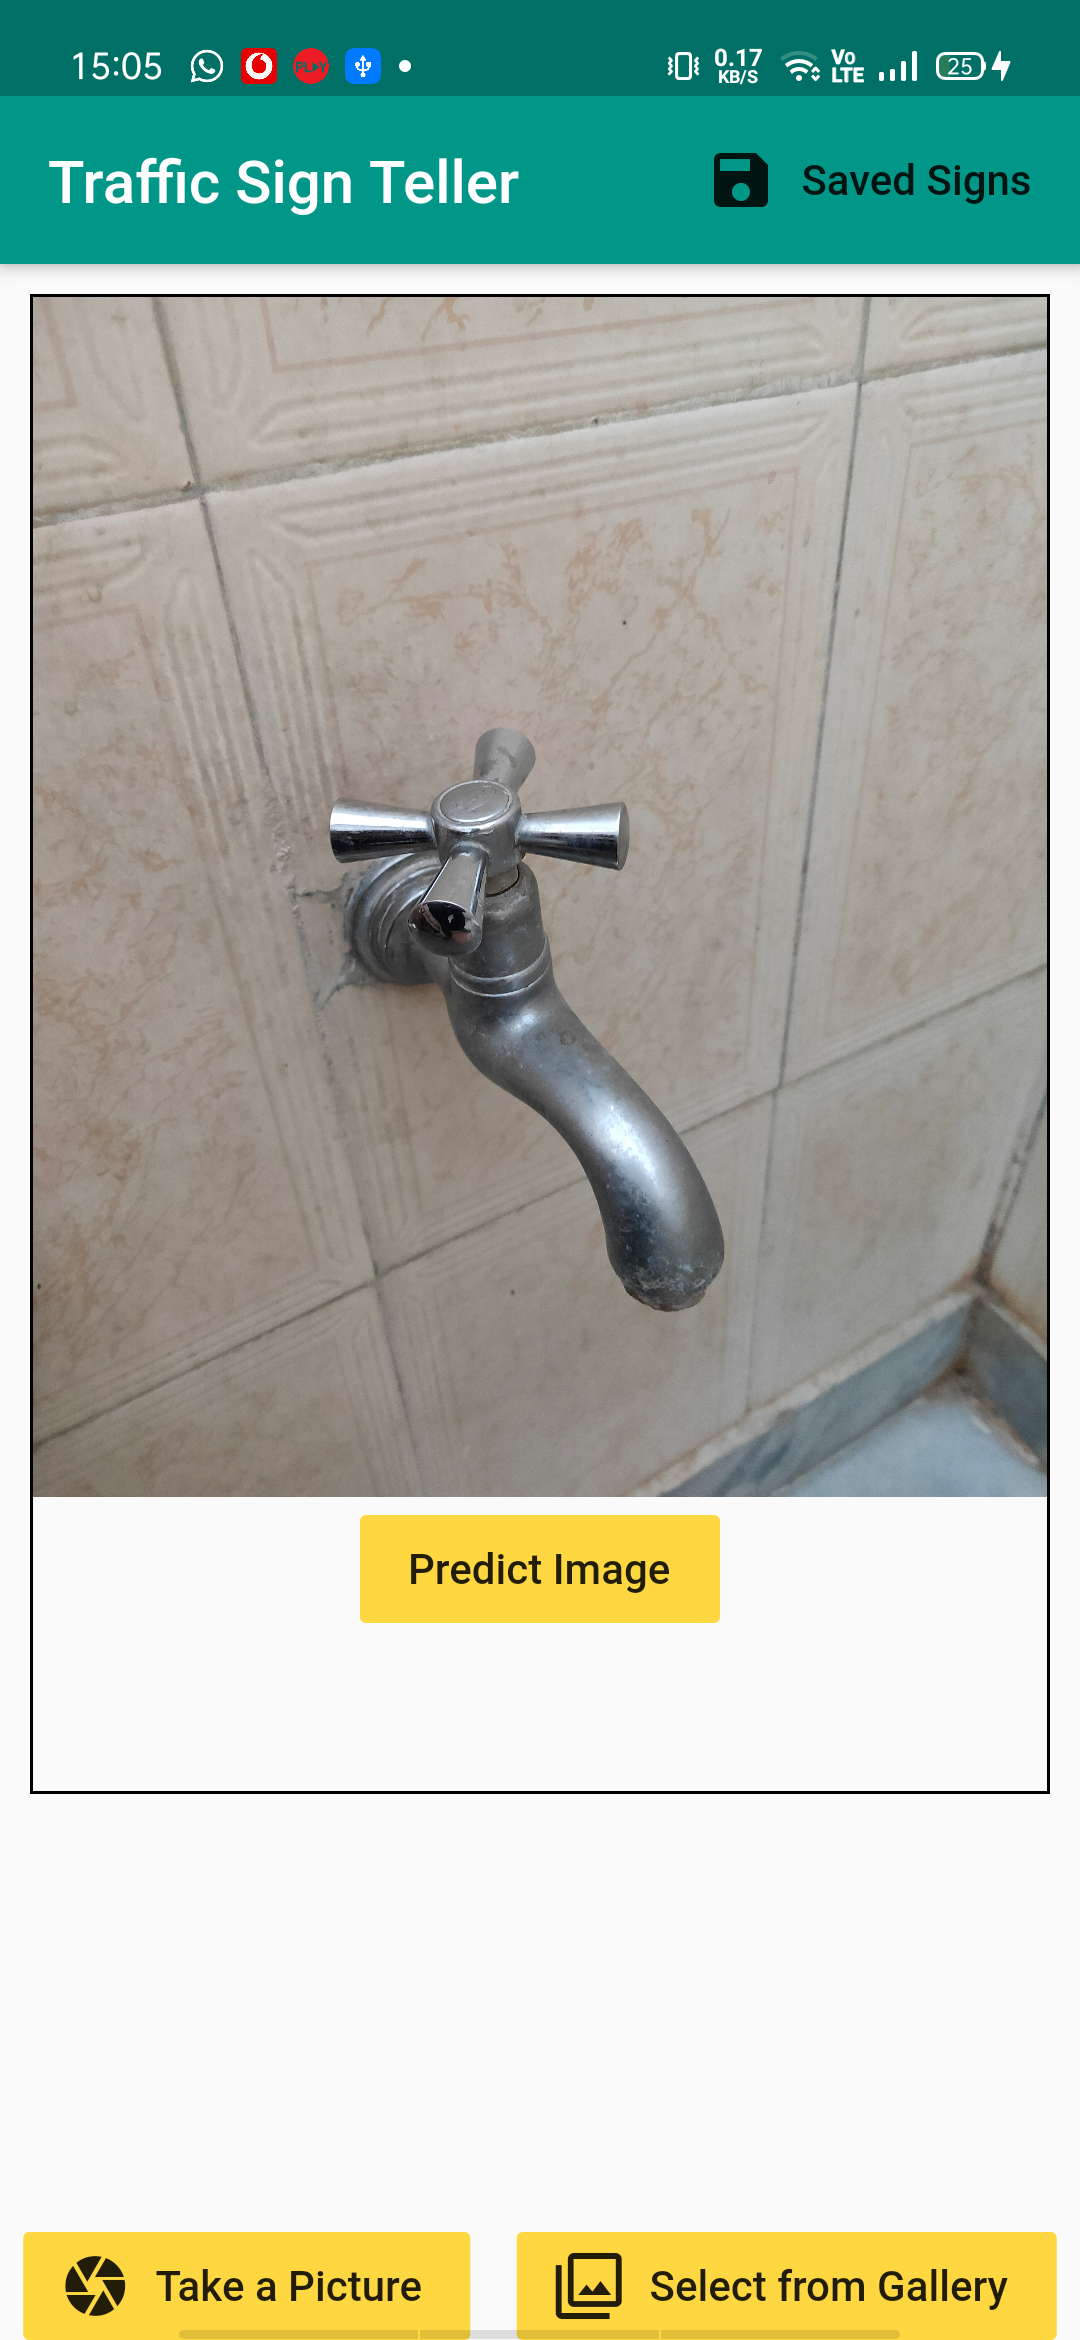 15:05 PLAY 0.17 KB/S Vo LTE 25
Traffic Sign Teller Saved Signs
Predict Image
Take a Picture Select from Gallery